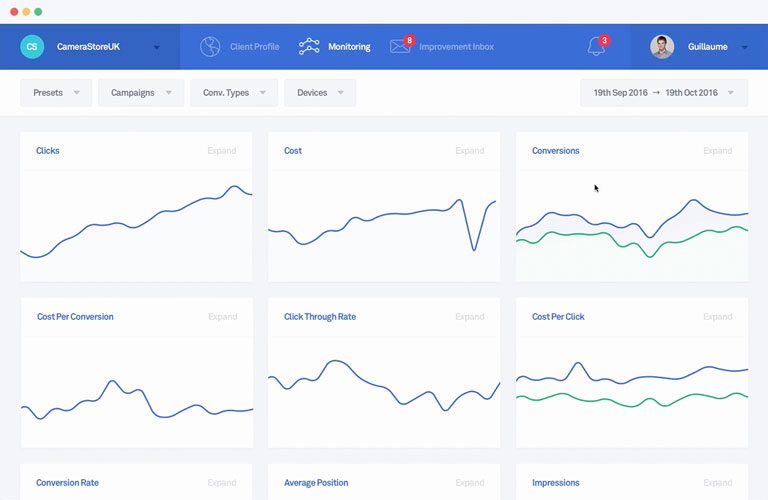 CS CameraStoreUK Client Profile Monitoring 8 Improvement Inbox 3 Guillaume
Presets Campaigns Conv. Types Devices 19th Sep 2016 → 19th Oct 2016
Clicks Expand Cost Expand Conversions Expand
Cost Per Conversion Expand Click Through Rate Expand Cost Per Click Expand
Conversion Rate Expand Average Position Expand Impressions Expand